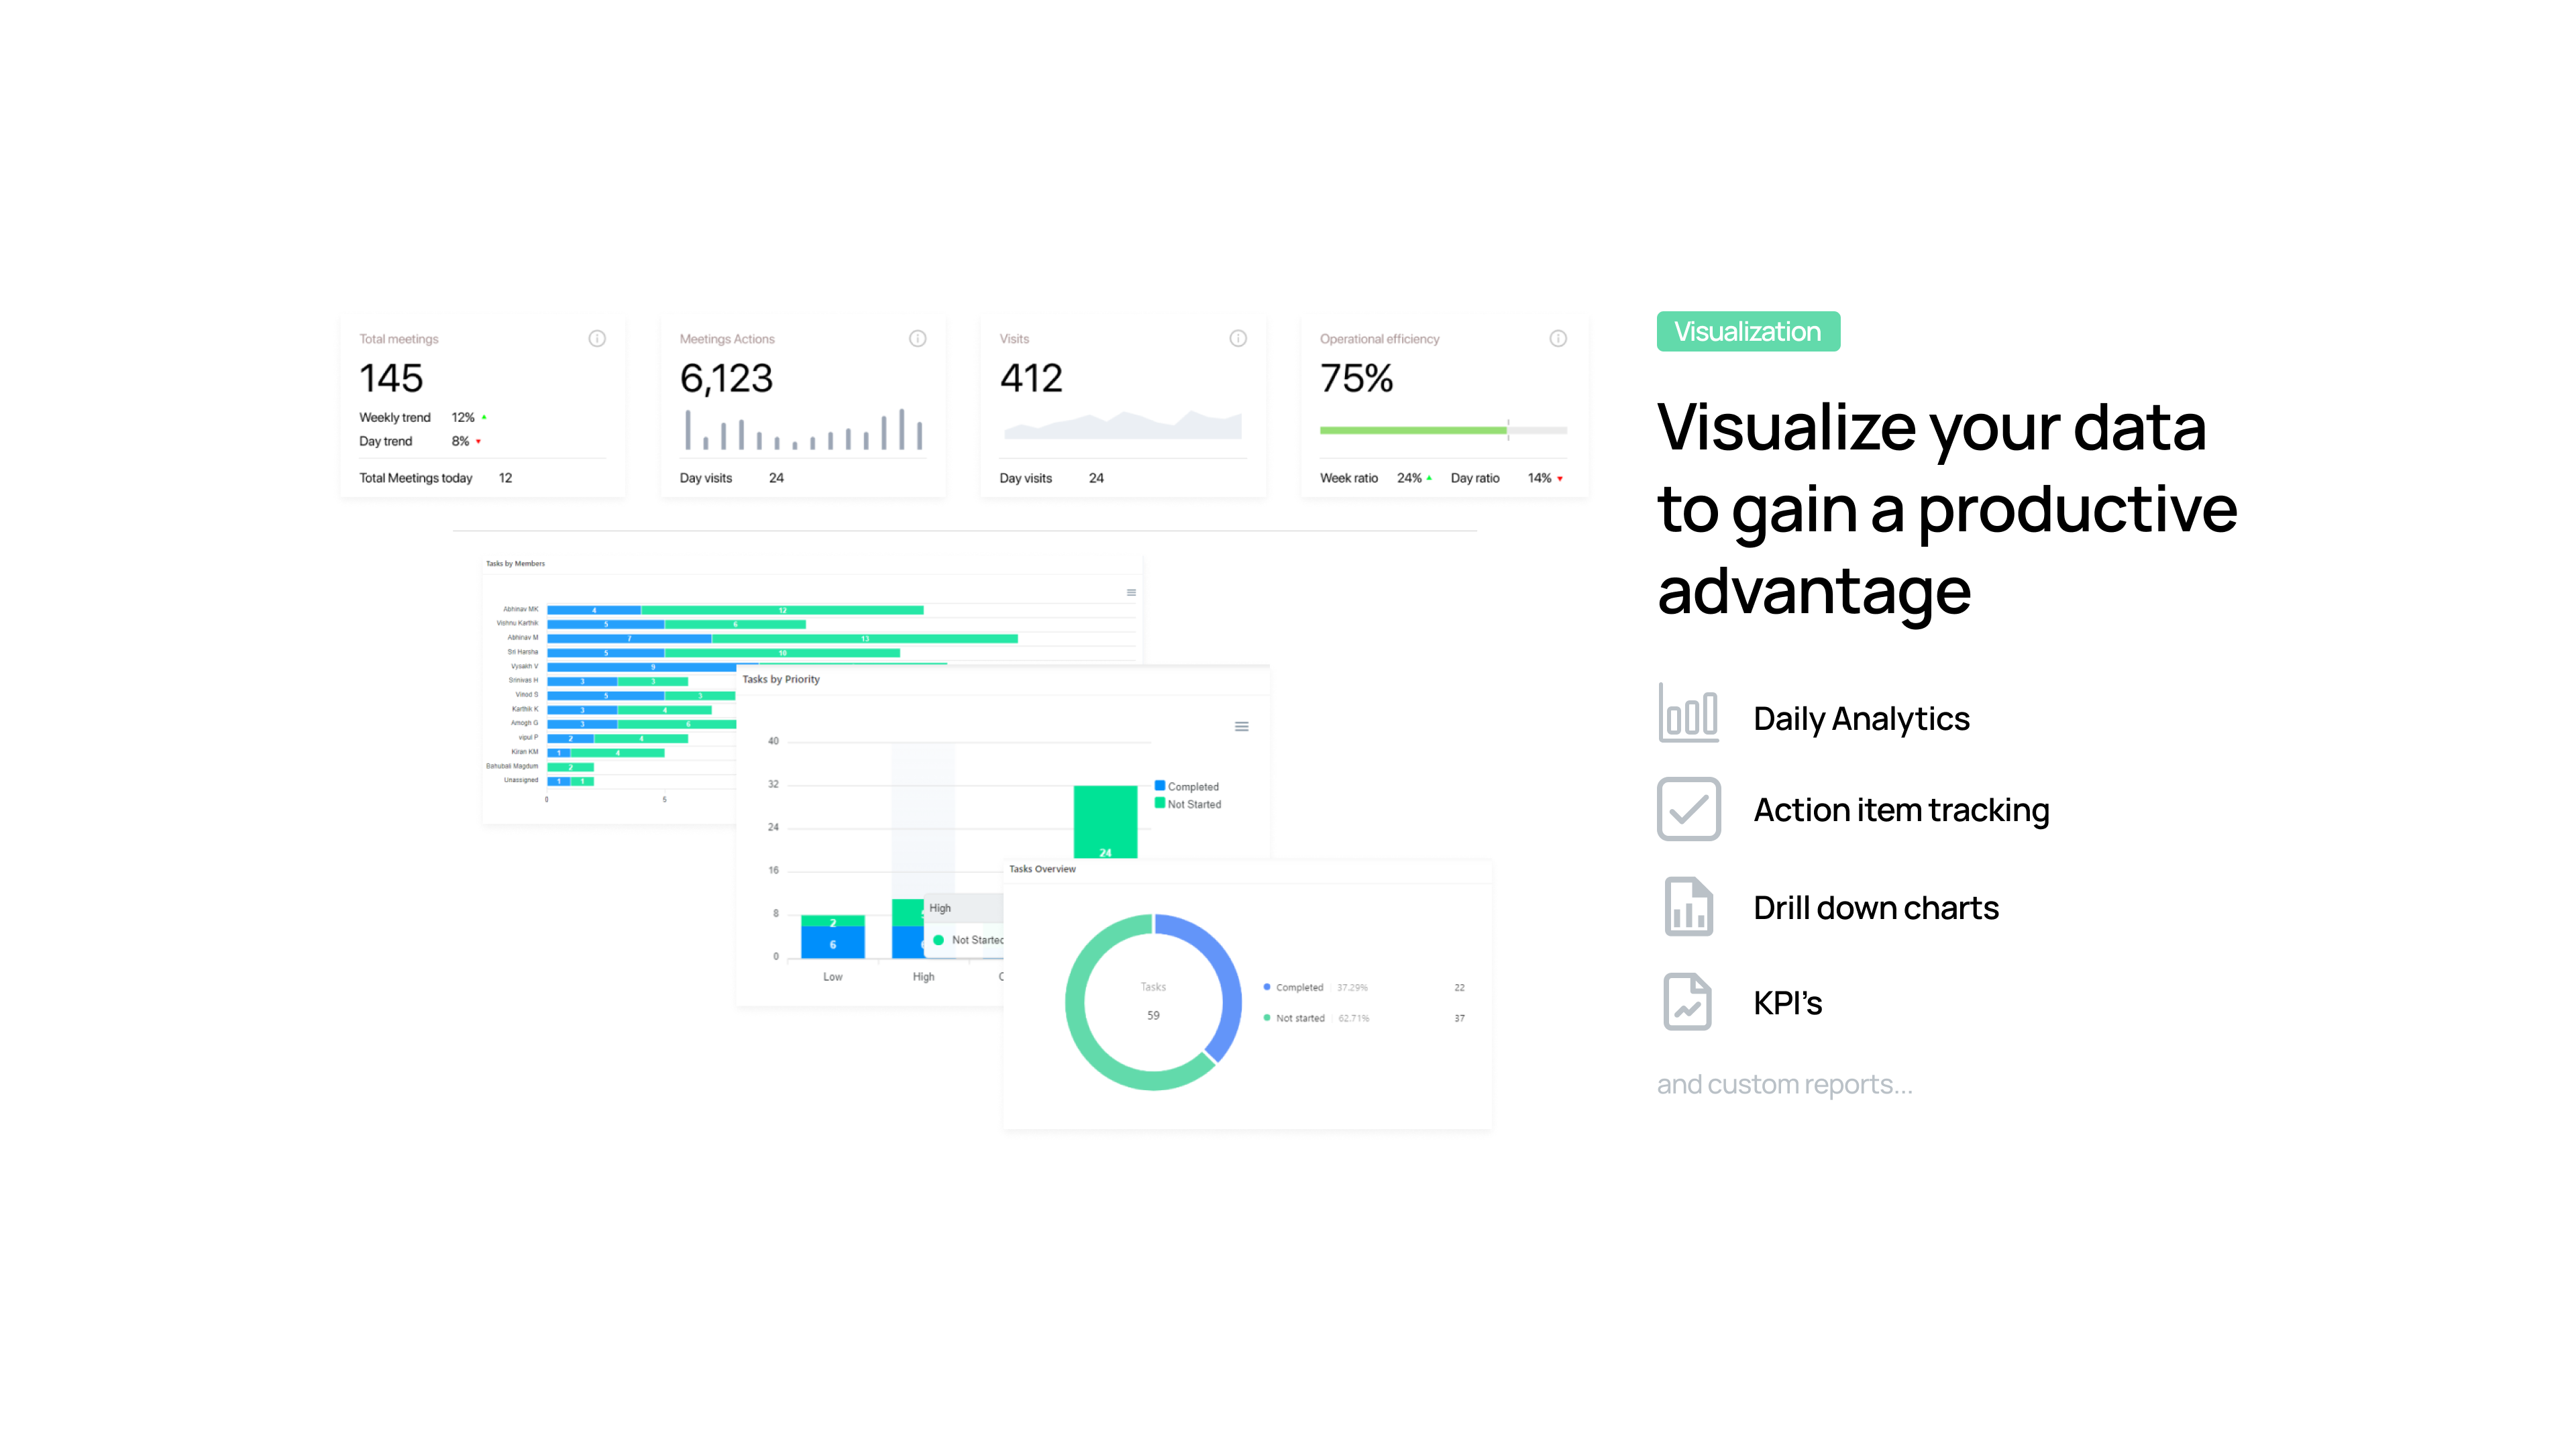 Total meetings
145
Weekly trend 12%
Day trend 8%
Total Meetings today 12
Meetings Actions
6,123
Day visits 24
Visits
412
Day visits 24
Operational efficiency
75%
Week ratio 24% Day ratio 14%
Visualization
Visualize your data
to gain a productive
advantage
Daily Analytics
Action item tracking
Drill down charts
KPI's
and custom reports...
Tasks by Members
Abhinav MK 4 12
Vishnu Karthik 5 6
Abhinav M 7 13
Sri Harsha 5 10
Vysakh V 9
Srinivas H 3 3
Vinod S 5 3
Karthik K 3 4
Amogh G 3 6
vipul P 2 4
Kiran KM 1 4
Bahubali Magdum 2
Unassigned 1 1
0 5
Tasks by Priority
40
32
24
16
8
0
Completed
Not Started
24
2
6
High
Not Started
Low High
Tasks Overview
Tasks
59
Completed 37.29% 22
Not started 62.71% 37